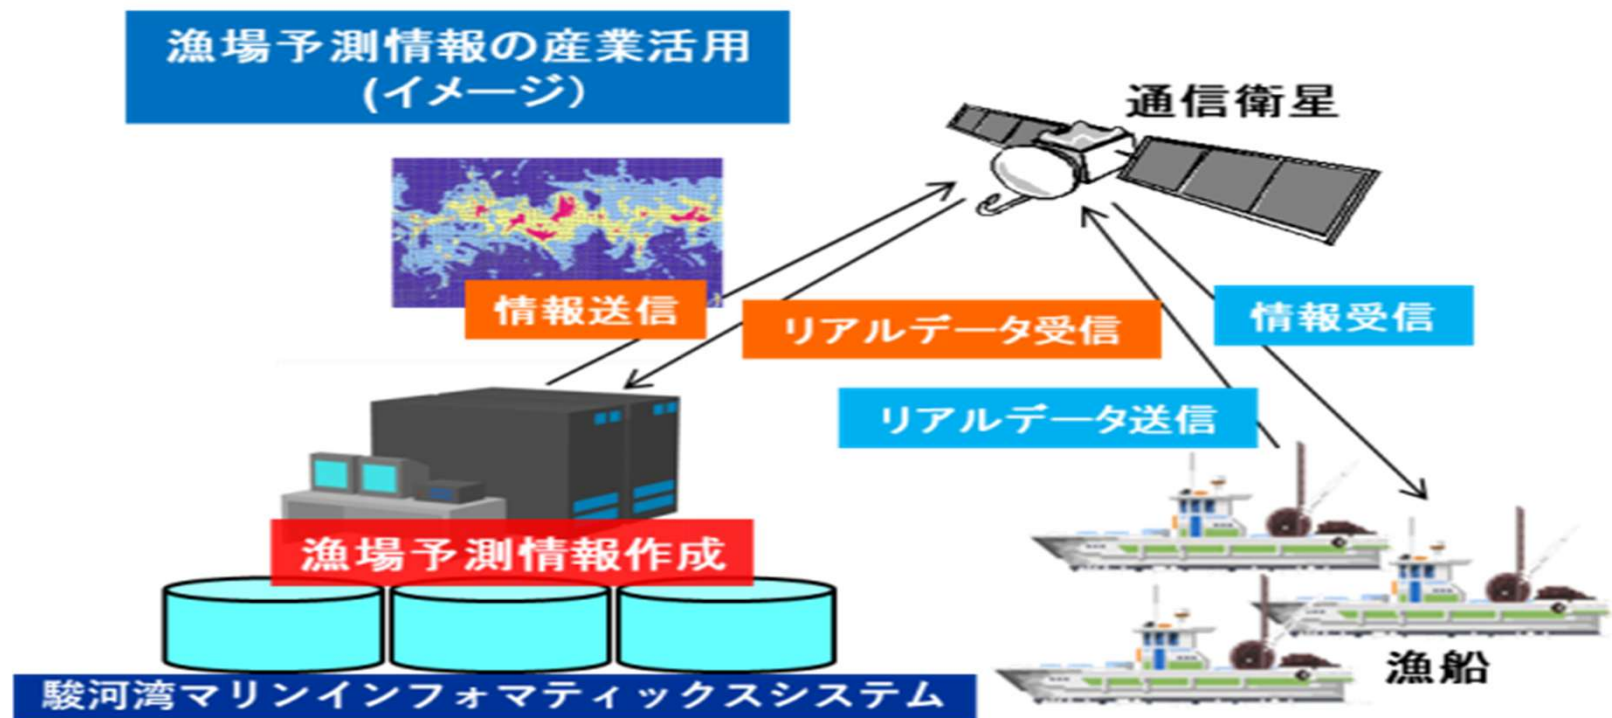 漁場予測情報の産業活用
(イメージ）
通信衛星
情報送信
リアルデータ受信
情報受信
リアルデータ送信
漁場予測情報作成
漁船
駿河湾マリンインフォマティックスシステム